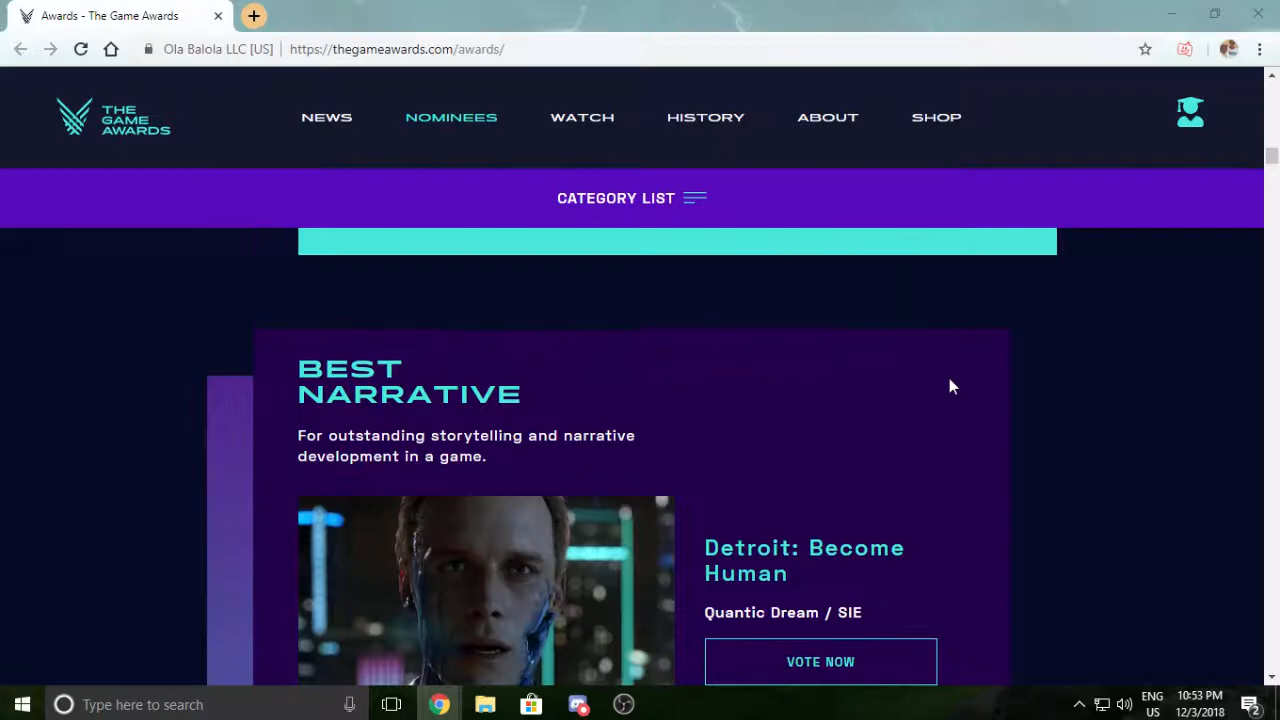 Awards - The Game Awards
Ola Balola LLC [US] https://thegameawards.com/awards/
THE
GAME
AWARDS
NEWS NOMINEES WATCH HISTORY ABOUT SHOP
CATEGORY LIST
BEST
NARRATIVE
For outstanding storytelling and narrative
development in a game.
Detroit: Become
Human
Quantic Dream / SIE
VOTE NOW
Type here to search
ENG
US
10:53 PM
12/3/2018
2